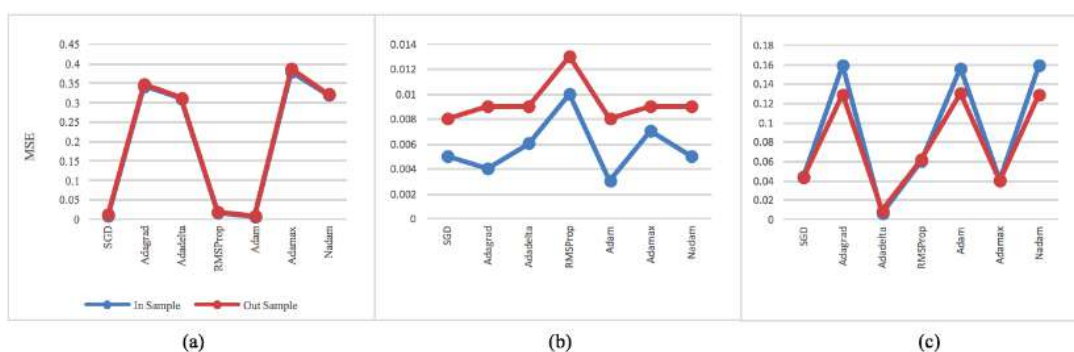 MSE
0.45
0.4
0.35
0.3
0.25
0.2
0.15
0.1
0.05
0
SGD
Adagrad
Adadelta
RMSProp
Adam
Adamax
Nadam
In Sample
Out Sample
(a)
0.014
0.012
0.01
0.008
0.006
0.004
0.002
0
SGD
Adagrad
Adadelta
RMSProp
Adam
Adamax
Nadam
(b)
0.18
0.16
0.14
0.12
0.1
0.08
0.06
0.04
0.02
0
SGD
Adagrad
Adadelta
RMSProp
Adam
Adamax
Nadam
(c)